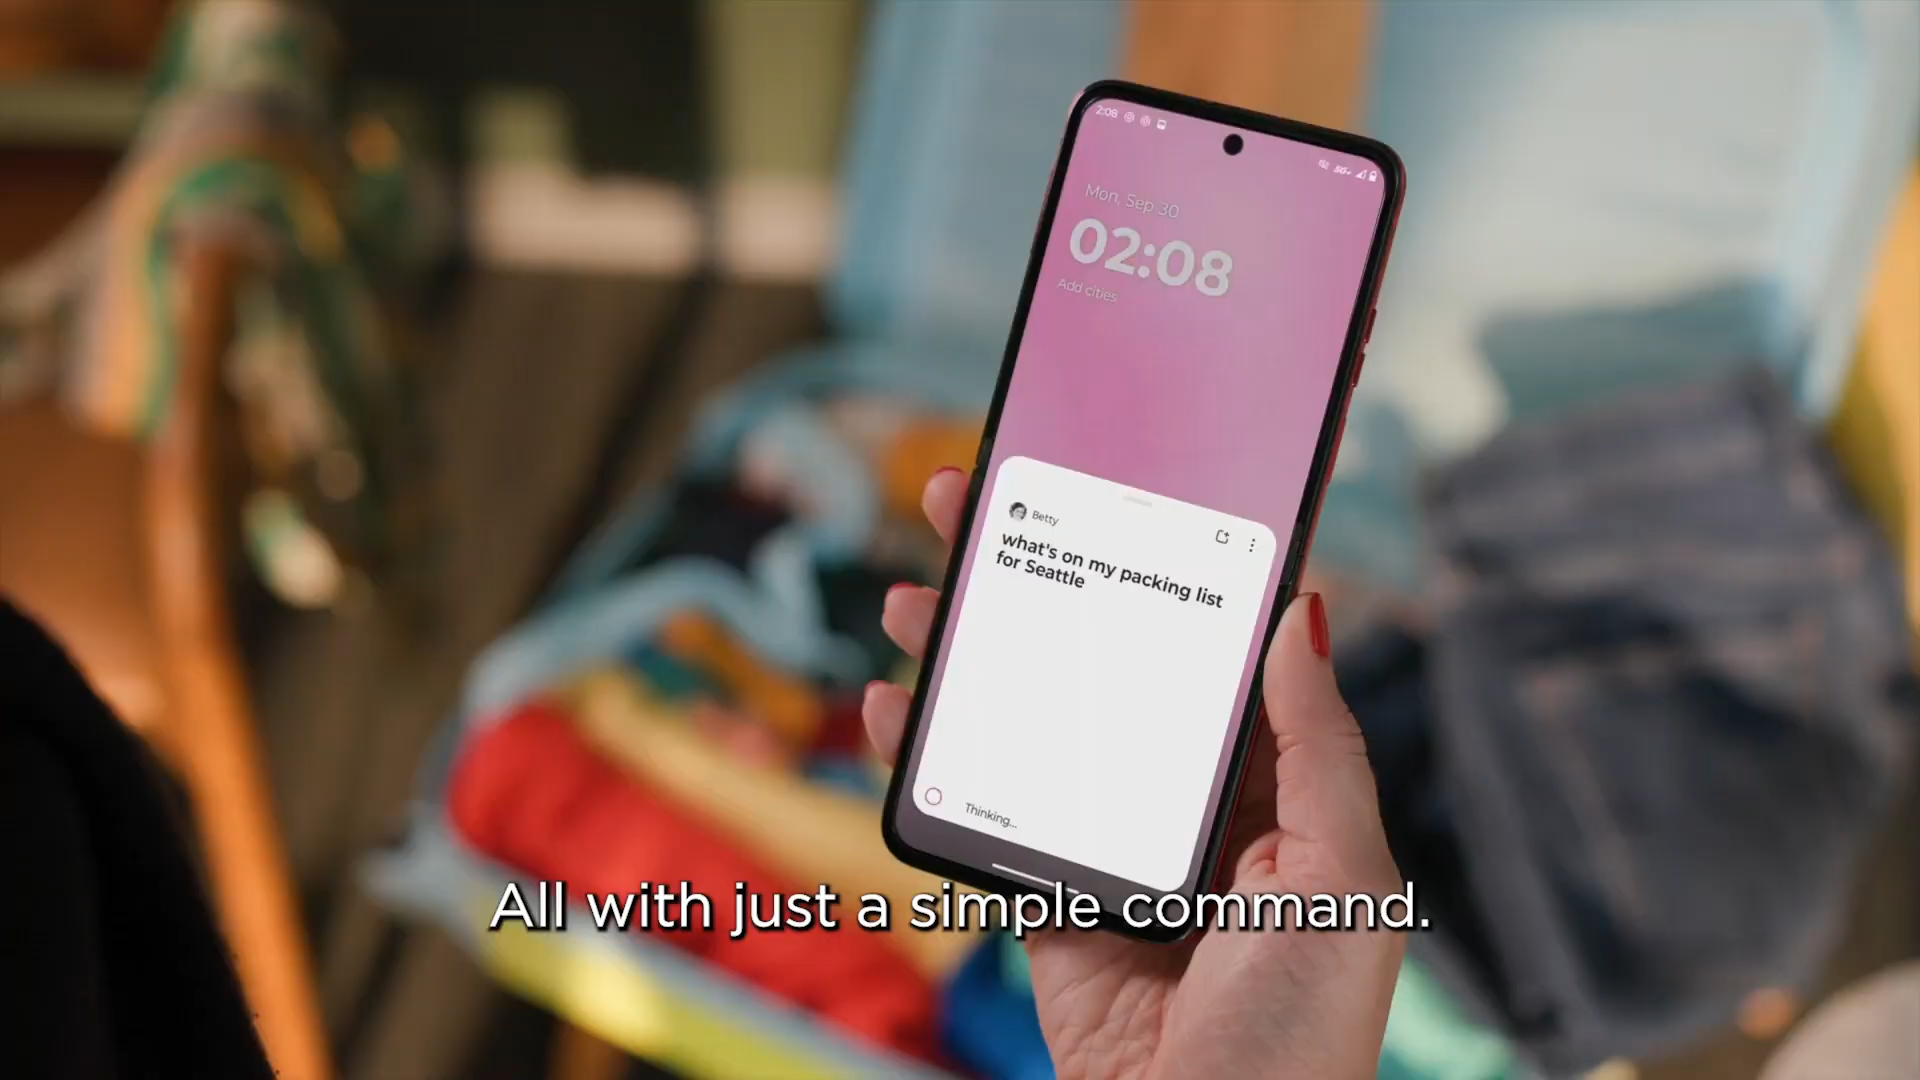 2:08
5G+
Mon, Sep 30
02:08
Add cities
Betty
what's on my packing list
for Seattle
Thinking...
All with just a simple command.